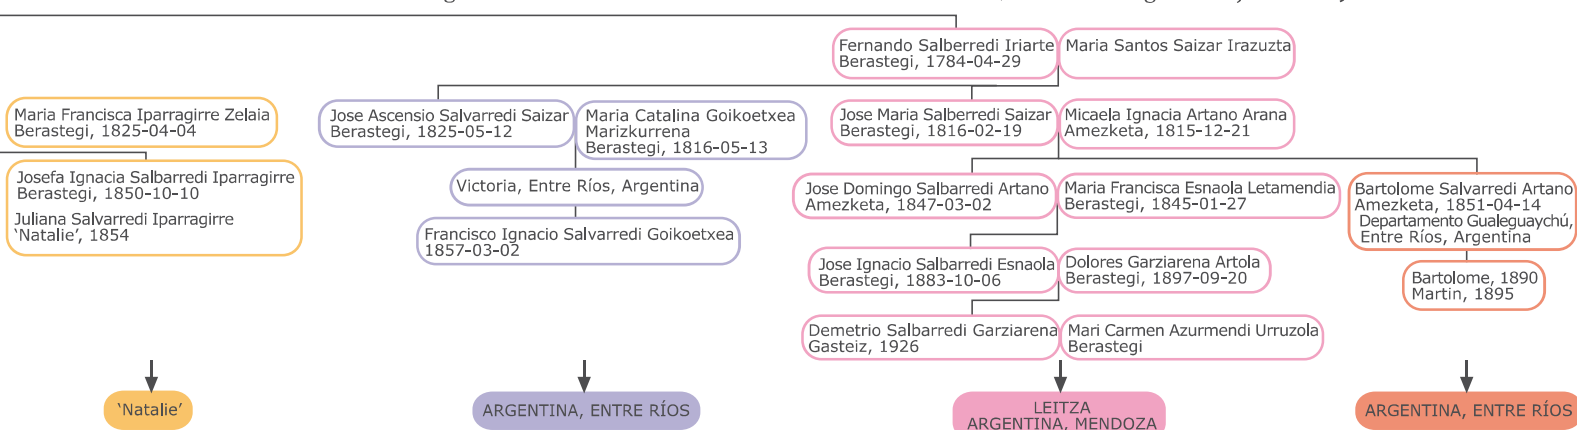 Fernando Salberredi Iriarte
Berastegi, 1784-04-29
Maria Santos Saizar Irazuzta
Maria Francisca Iparragirre Zelaia
Berastegi, 1825-04-04
Jose Ascensio Salvarredi Saizar
Berastegi, 1825-05-12
Maria Catalina Goikoetxea
Marizkurrena
Berastegi, 1816-05-13
Jose Maria Salberredi Saizar
Berastegi, 1816-02-19
Micaela Ignacia Artano Arana
Amezketa, 1815-12-21
Josefa Ignacia Salbarredi Iparragirre
Berastegi, 1850-10-10
Juliana Salvarredi Iparragirre
‘Natalie’, 1854
Victoria, Entre Ríos, Argentina
Francisco Ignacio Salvarredi Goikoetxea
1857-03-02
Jose Domingo Salbarredi Artano
Amezketa, 1847-03-02
Maria Francisca Esnaola Letamendia
Berastegi, 1845-01-27
Bartolome Salvarredi Artano
Amezketa, 1851-04-14
Departamento Gualeguaychú,
Entre Ríos, Argentina
Jose Ignacio Salbarredi Esnaola
Berastegi, 1883-10-06
Dolores Garziarena Artola
Berastegi, 1897-09-20
Bartolome, 1890
Martin, 1895
Demetrio Salbarredi Garziarena
Gasteiz, 1926
Mari Carmen Azurmendi Urruzola
Berastegi
‘Natalie’
ARGENTINA, ENTRE RÍOS
LEITZA
ARGENTINA, MENDOZA
ARGENTINA, ENTRE RÍOS